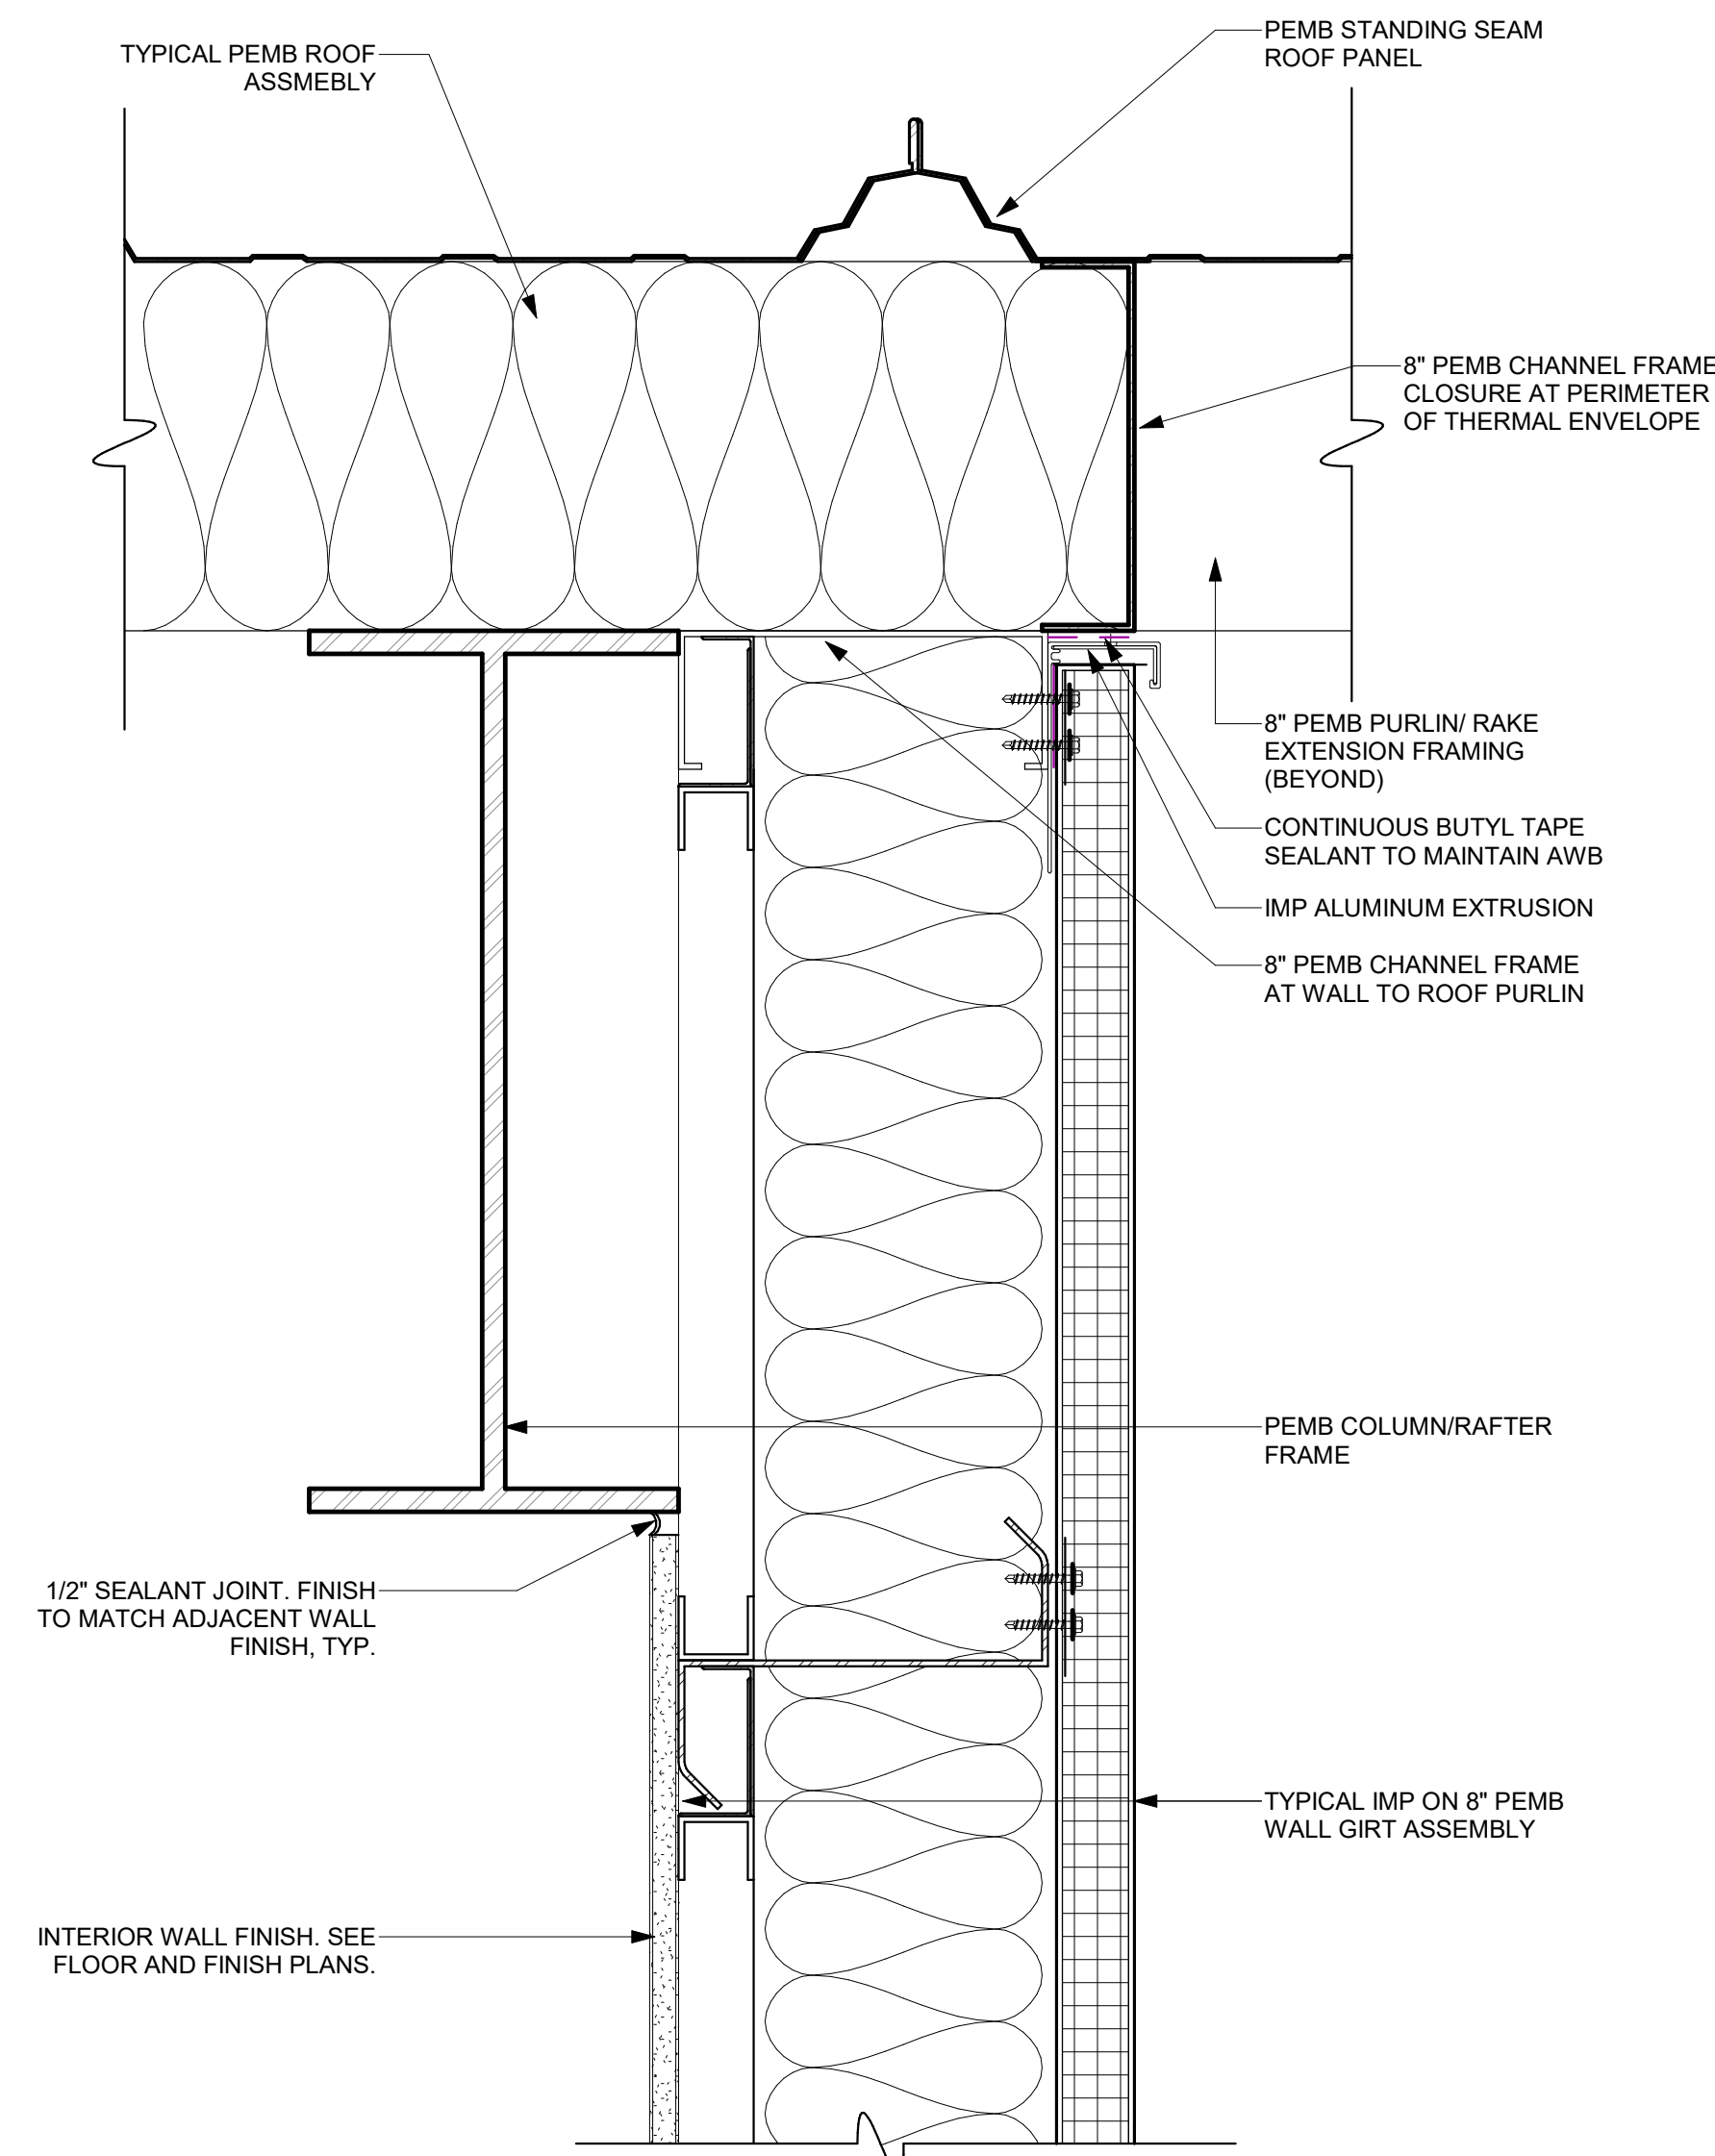 TYPICAL PEMB ROOF
ASSMEBLY
PEMB STANDING SEAM
ROOF PANEL
8" PEMB CHANNEL FRAME
CLOSURE AT PERIMETER
OF THERMAL ENVELOPE
8" PEMB PURLIN/ RAKE
EXTENSION FRAMING
(BEYOND)
CONTINUOUS BUTYL TAPE
SEALANT TO MAINTAIN AWB
IMP ALUMINUM EXTRUSION
8" PEMB CHANNEL FRAME
AT WALL TO ROOF PURLIN
PEMB COLUMN/RAFTER
FRAME
1/2" SEALANT JOINT. FINISH
TO MATCH ADJACENT WALL
FINISH, TYP.
TYPICAL IMP ON 8" PEMB
WALL GIRT ASSEMBLY
INTERIOR WALL FINISH. SEE
FLOOR AND FINISH PLANS.